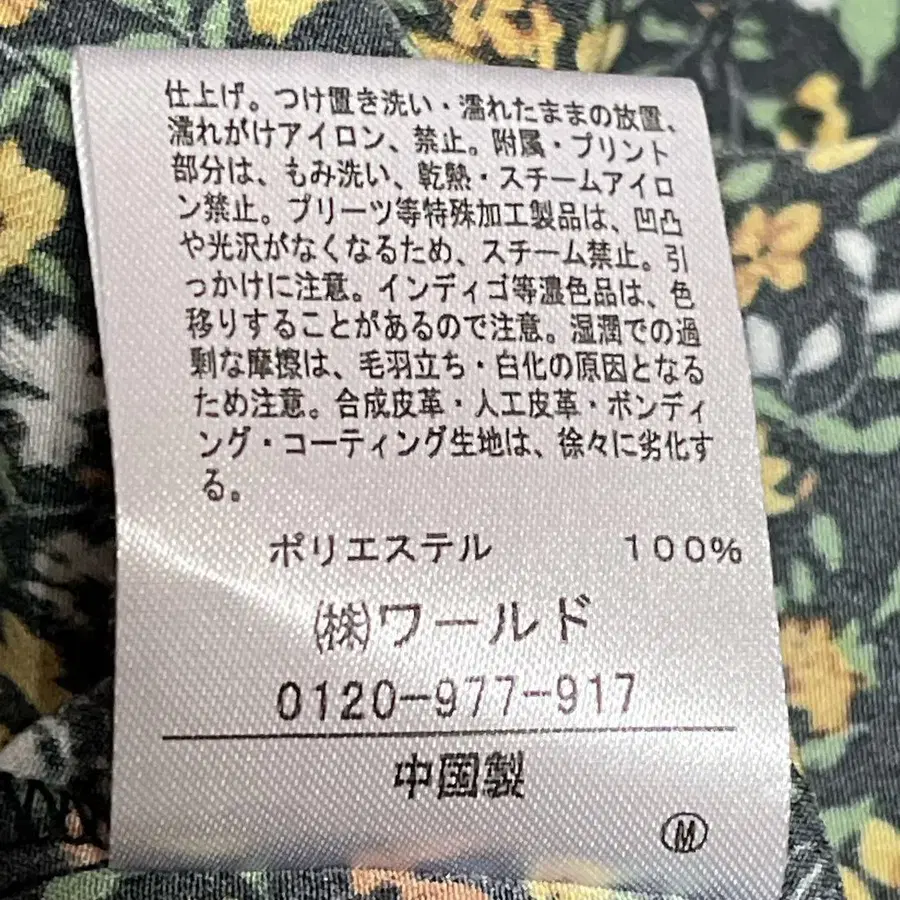 仕上げ。つけ置き洗い・濡れたままの放置、
濡れがけアイロン、禁止。附属・プリント
部分は、もみ洗い、乾熱・スチームアイロ
ン禁止。プリーツ等特殊加工製品は、凹凸
や光沢がなくなるため、スチーム禁止。引
っかけに注意。インディゴ等濃色品は、色
移りすることがあるので注意。湿潤での過
剰な摩擦は、毛羽立ち・白化の原因となる
ため注意。合成皮革・人工皮革・ボンディ
ング・コーティング生地は、徐々に劣化す
る。
ポリエステル 100%
㈱ワールド
0120-977-917
中国製
Ⓜ